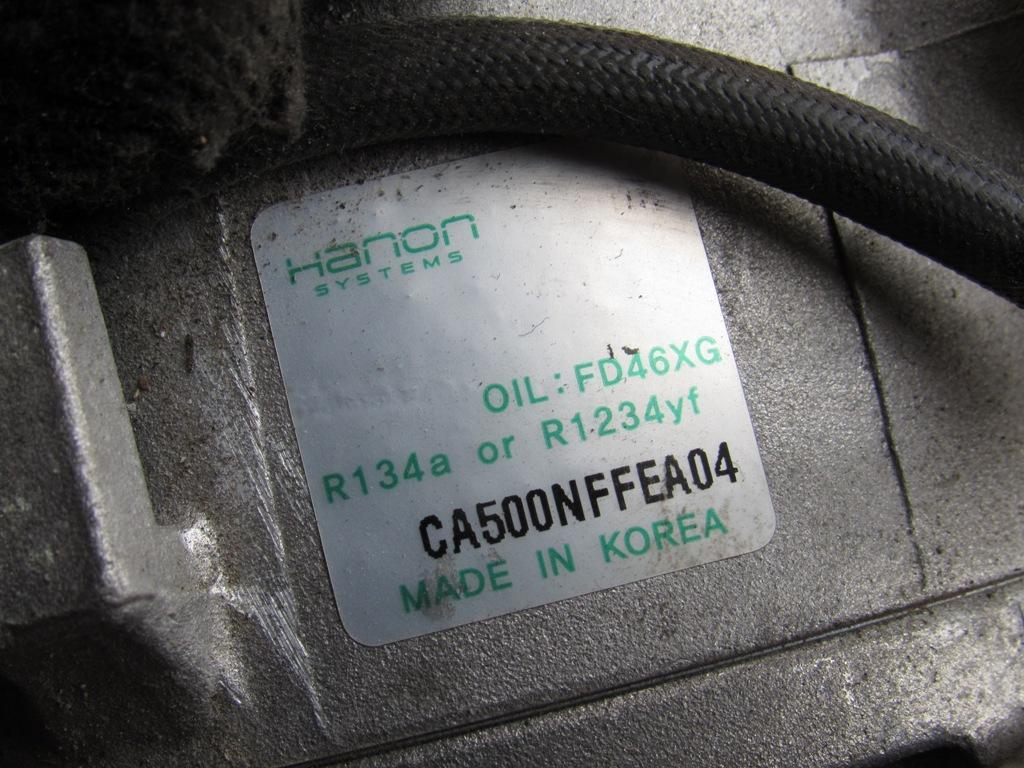 Hanon
SYSTEMS
OIL:FD46XG
R134a or R1234yf
CA500NFFEA04
MADE IN KOREA